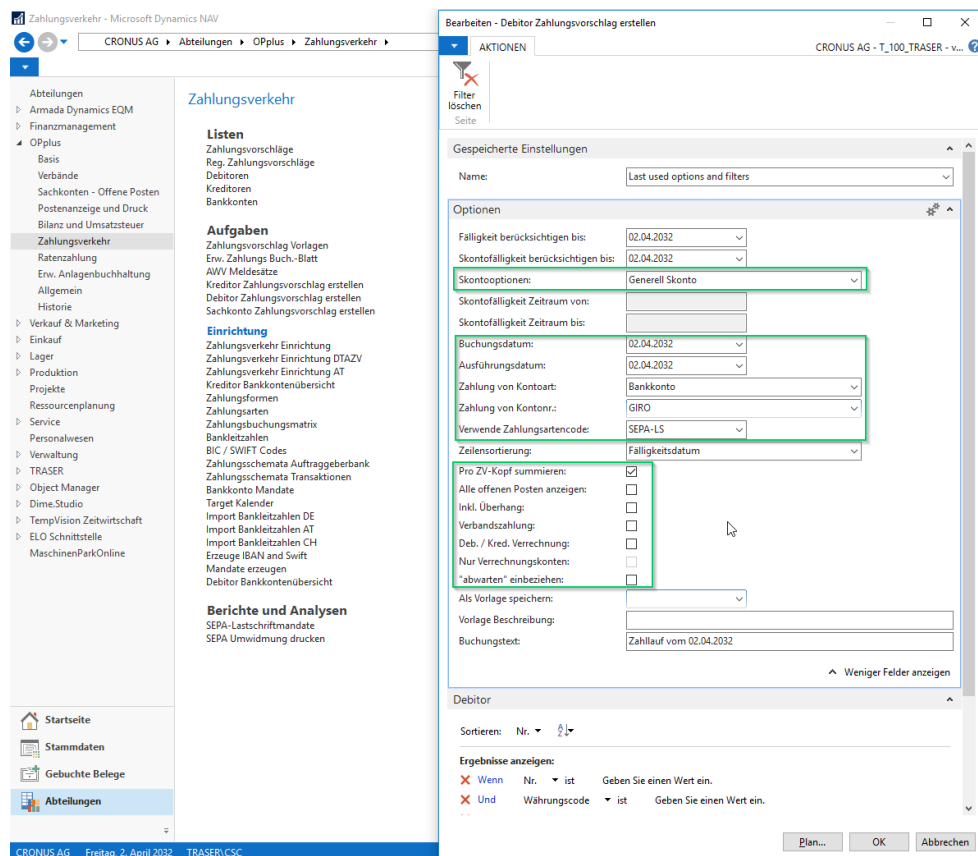 Zahlungsverkehr - Microsoft Dynamics NAV
CRONUS AG
Abteilungen
OPplus
Zahlungsverkehr
Abteilungen
Armada Dynamics EQM
Finanzmanagement
OPplus
Basis
Verbände
Sachkonten - Offene Posten
Postenanzeige und Druck
Bilanz und Umsatzsteuer
Zahlungsverkehr
Ratenzahlung
Erw. Anlagenbuchhaltung
Allgemein
Historie
Verkauf & Marketing
Einkauf
Lager
Produktion
Projekte
Ressourcenplanung
Service
Personalwesen
Verwaltung
TRASER
Object Manager
Dime.Studio
TempVision Zeitwirtschaft
ELO Schnittstelle
MaschinenParkOnline
Startseite
Stammdaten
Gebuchte Belege
Abteilungen
Zahlungsverkehr
Listen
Zahlungsvorschläge
Reg. Zahlungsvorschläge
Debitoren
Kreditoren
Bankkonten
Aufgaben
Zahlungsvorschlag Vorlagen
Erw. Zahlungs Buch.-Blatt
AWV Meldesätze
Kreditor Zahlungsvorschlag erstellen
Debitor Zahlungsvorschlag erstellen
Sachkonto Zahlungsvorschlag erstellen
Einrichtung
Zahlungsverkehr Einrichtung
Zahlungsverkehr Einrichtung DTAZV
Zahlungsverkehr Einrichtung AT
Kreditor Bankkontenübersicht
Zahlungsformen
Zahlungsarten
Zahlungsbuchungsmatrix
Bankleitzahlen
BIC / SWIFT Codes
Zahlungsschemata Auftraggeberbank
Zahlungsschemata Transaktionen
Bankkonto Mandate
Target Kalender
Import Bankleitzahlen DE
Import Bankleitzahlen AT
Import Bankleitzahlen CH
Erzeuge IBAN and Swift
Mandate erzeugen
Debitor Bankkontenübersicht
Berichte und Analysen
SEPA-Lastschriftmandate
SEPA Umwidmung drucken
CRONUS AG Freitag, 2. April 2032 TRASER\CSC
Bearbeiten - Debitor Zahlungsvorschlag erstellen
AKTIONEN
CRONUS AG - T_100_TRASER - v... ?
Filter
löschen
Seite
Gespeicherte Einstellungen
Name: Last used options and filters
Optionen
Fälligkeit berücksichtigen bis: 02.04.2032
Skontofälligkeit berücksichtigen bis: 02.04.2032
Skontooptionen: Generell Skonto
Skontofälligkeit Zeitraum von:
Skontofälligkeit Zeitraum bis:
Buchungsdatum: 02.04.2032
Ausführungsdatum: 02.04.2032
Zahlung von Kontoart: Bankkonto
Zahlung von Kontonr.: GIRO
Verwende Zahlungsartencode: SEPA-LS
Zeilensortierung: Fälligkeitsdatum
Pro ZV-Kopf summieren:
Alle offenen Posten anzeigen:
Inkl. Überhang:
Verbandszahlung:
Deb. / Kred. Verrechnung:
Nur Verrechnungskonten:
"abwarten" einbeziehen:
Als Vorlage speichern:
Vorlage Beschreibung:
Buchungstext: Zahllauf vom 02.04.2032
Weniger Felder anzeigen
Debitor
Sortieren: Nr. A Z
Ergebnisse anzeigen:
Wenn Nr. ist Geben Sie einen Wert ein.
Und Währungscode ist Geben Sie einen Wert ein.
Plan... OK Abbrechen